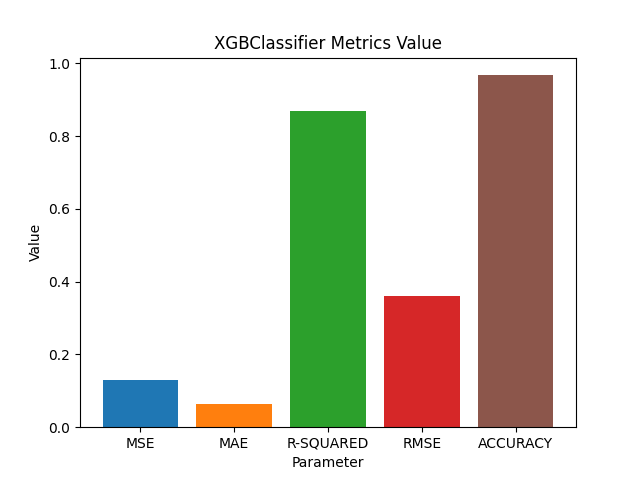 XGBClassifier Metrics Value
1.0
0.8
0.6
0.4
0.2
0.0
Value
MSE MAE R-SQUARED RMSE ACCURACY
Parameter